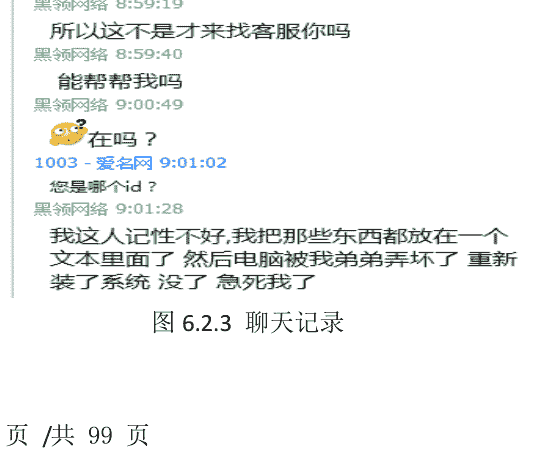 黑领网络 8:59:19
所以这不是才来找客服你吗
黑领网络 8:59:40
能帮帮我吗
黑领网络 9:00:49
在吗？
1003 - 爱名网 9:01:02
您是哪个id？
黑领网络 9:01:28
我这人记性不好,我把那些东西都放在一个
文本里面了 然后电脑被我弟弟弄坏了 重新
装了系统 没了 急死我了
图 6.2.3 聊天记录
页 /共 99 页